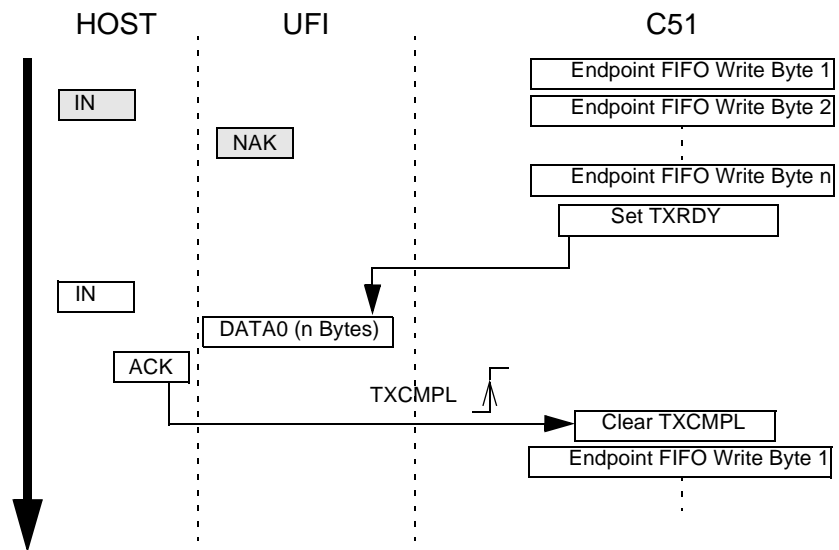 HOST UFI C51
Endpoint FIFO Write Byte 1
IN
Endpoint FIFO Write Byte 2
NAK
Endpoint FIFO Write Byte n
Set TXRDY
IN
DATA0 (n Bytes)
ACK
TXCMPL
Clear TXCMPL
Endpoint FIFO Write Byte 1